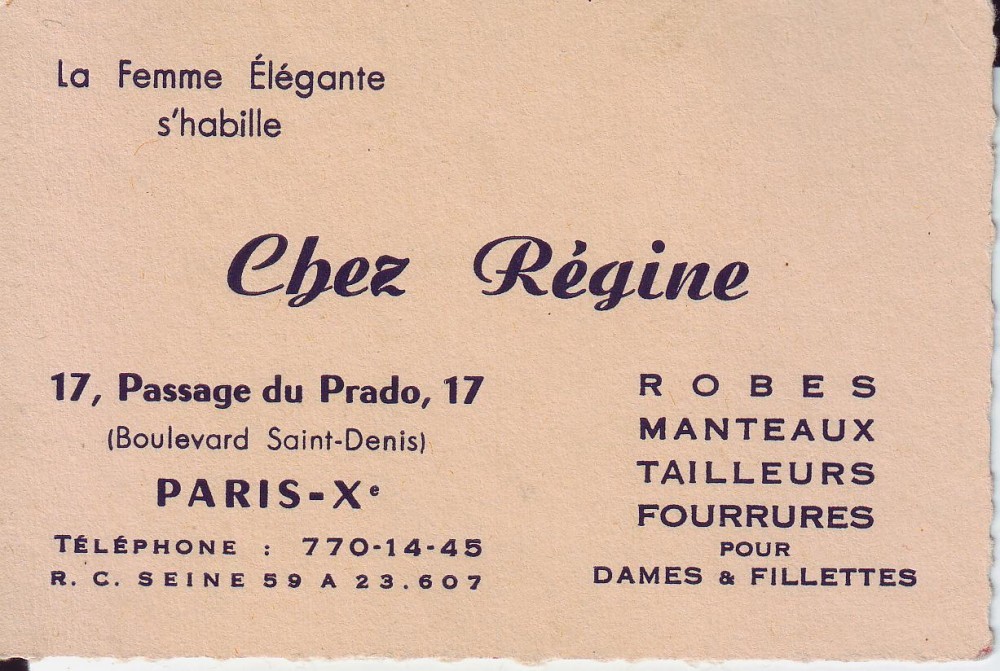 La Femme Élégante
s'habille
Chez Régine
17, Passage du Prado, 17
(Boulevard Saint-Denis)
PARIS-Xe
TÉLÉPHONE : 770-14-45
R. C. SEINE 59 A 23.607
ROBES
MANTEAUX
TAILLEURS
FOURRURES
POUR
DAMES & FILLETTES